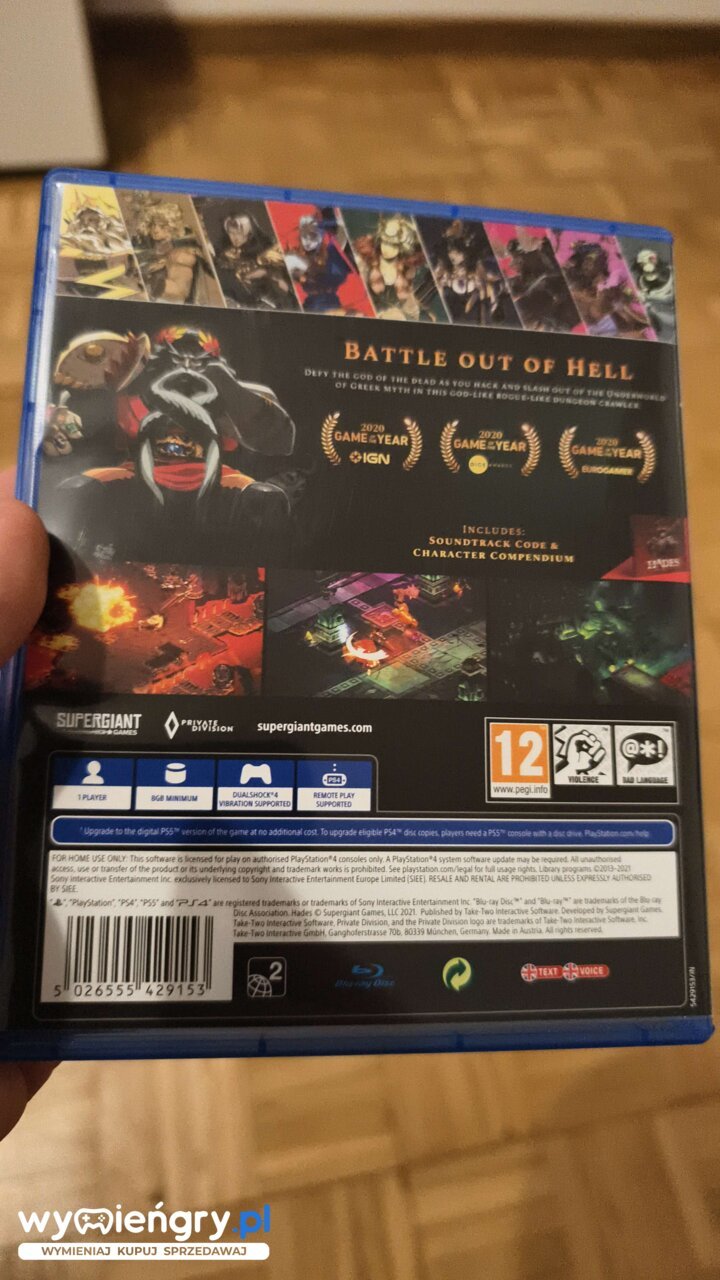 BATTLE OUT OF HELL
DEFY THE GOD OF THE DEAD AS YOU HACK AND SLASH OUT OF THE UNDERWORLD
OF GREEK MYTH IN THIS GOD-LIKE ROGUE-LIKE DUNGEON CRAWLER
2020
GAME OF THE YEAR
IGN
2020
GAME OF THE YEAR
DICE AWARDS
2020
GAME OF THE YEAR
EUROGAMER
INCLUDES:
SOUNDTRACK CODE &
CHARACTER COMPENDIUM
HADES
SUPERGIANT
GAMES
PRIVATE
DIVISION
supergiantgames.com
12
www.pegi.info
VIOLENCE
@*!
BAD LANGUAGE
1 PLAYER
8GB MINIMUM
DUALSHOCK®4
VIBRATION SUPPORTED
PS4
REMOTE PLAY
SUPPORTED
Upgrade to the digital PS5™ version of the game at no additional cost. To upgrade eligible PS4™ disc copies, players need a PS5™ console with a disc drive. PlayStation.com/help
FOR HOME USE ONLY: This software is licensed for play on authorised PlayStation®4 consoles only. A PlayStation®4 system software update may be required. All unauthorised
access, use or transfer of the product or its underlying copyright and trademark works is prohibited. See playstation.com/legal for full usage rights. Library programs ©2013-2021
Sony Interactive Entertainment Inc. exclusively licensed to Sony Interactive Entertainment Europe Limited (SIEE). RESALE AND RENTAL ARE PROHIBITED UNLESS EXPRESSLY AUTHORISED
BY SIEE.
"PlayStation", "PS4", "PS5" and "PS4" are registered trademarks or trademarks of Sony Interactive Entertainment Inc. "Blu-ray Disc™" and "Blu-ray™" are trademarks of the Blu-ray
Disc Association. Hades © Supergiant Games, LLC 2021. Published by Take-Two Interactive Software. Developed by Supergiant Games.
Take-Two Interactive Software, Private Division, and the Private Division logo are trademarks of Take-Two Interactive Software, Inc.
Take-Two Interactive GmbH, Ganghoferstrasse 70b, 80339 München, Germany. Made in Austria. All rights reserved.
5 026555 429153
2
Blu-ray Disc
TEXT
VOICE
5429153/IN
wymieńgry.pl
WYMIENIAJ KUPUJ SPRZEDAWAJ